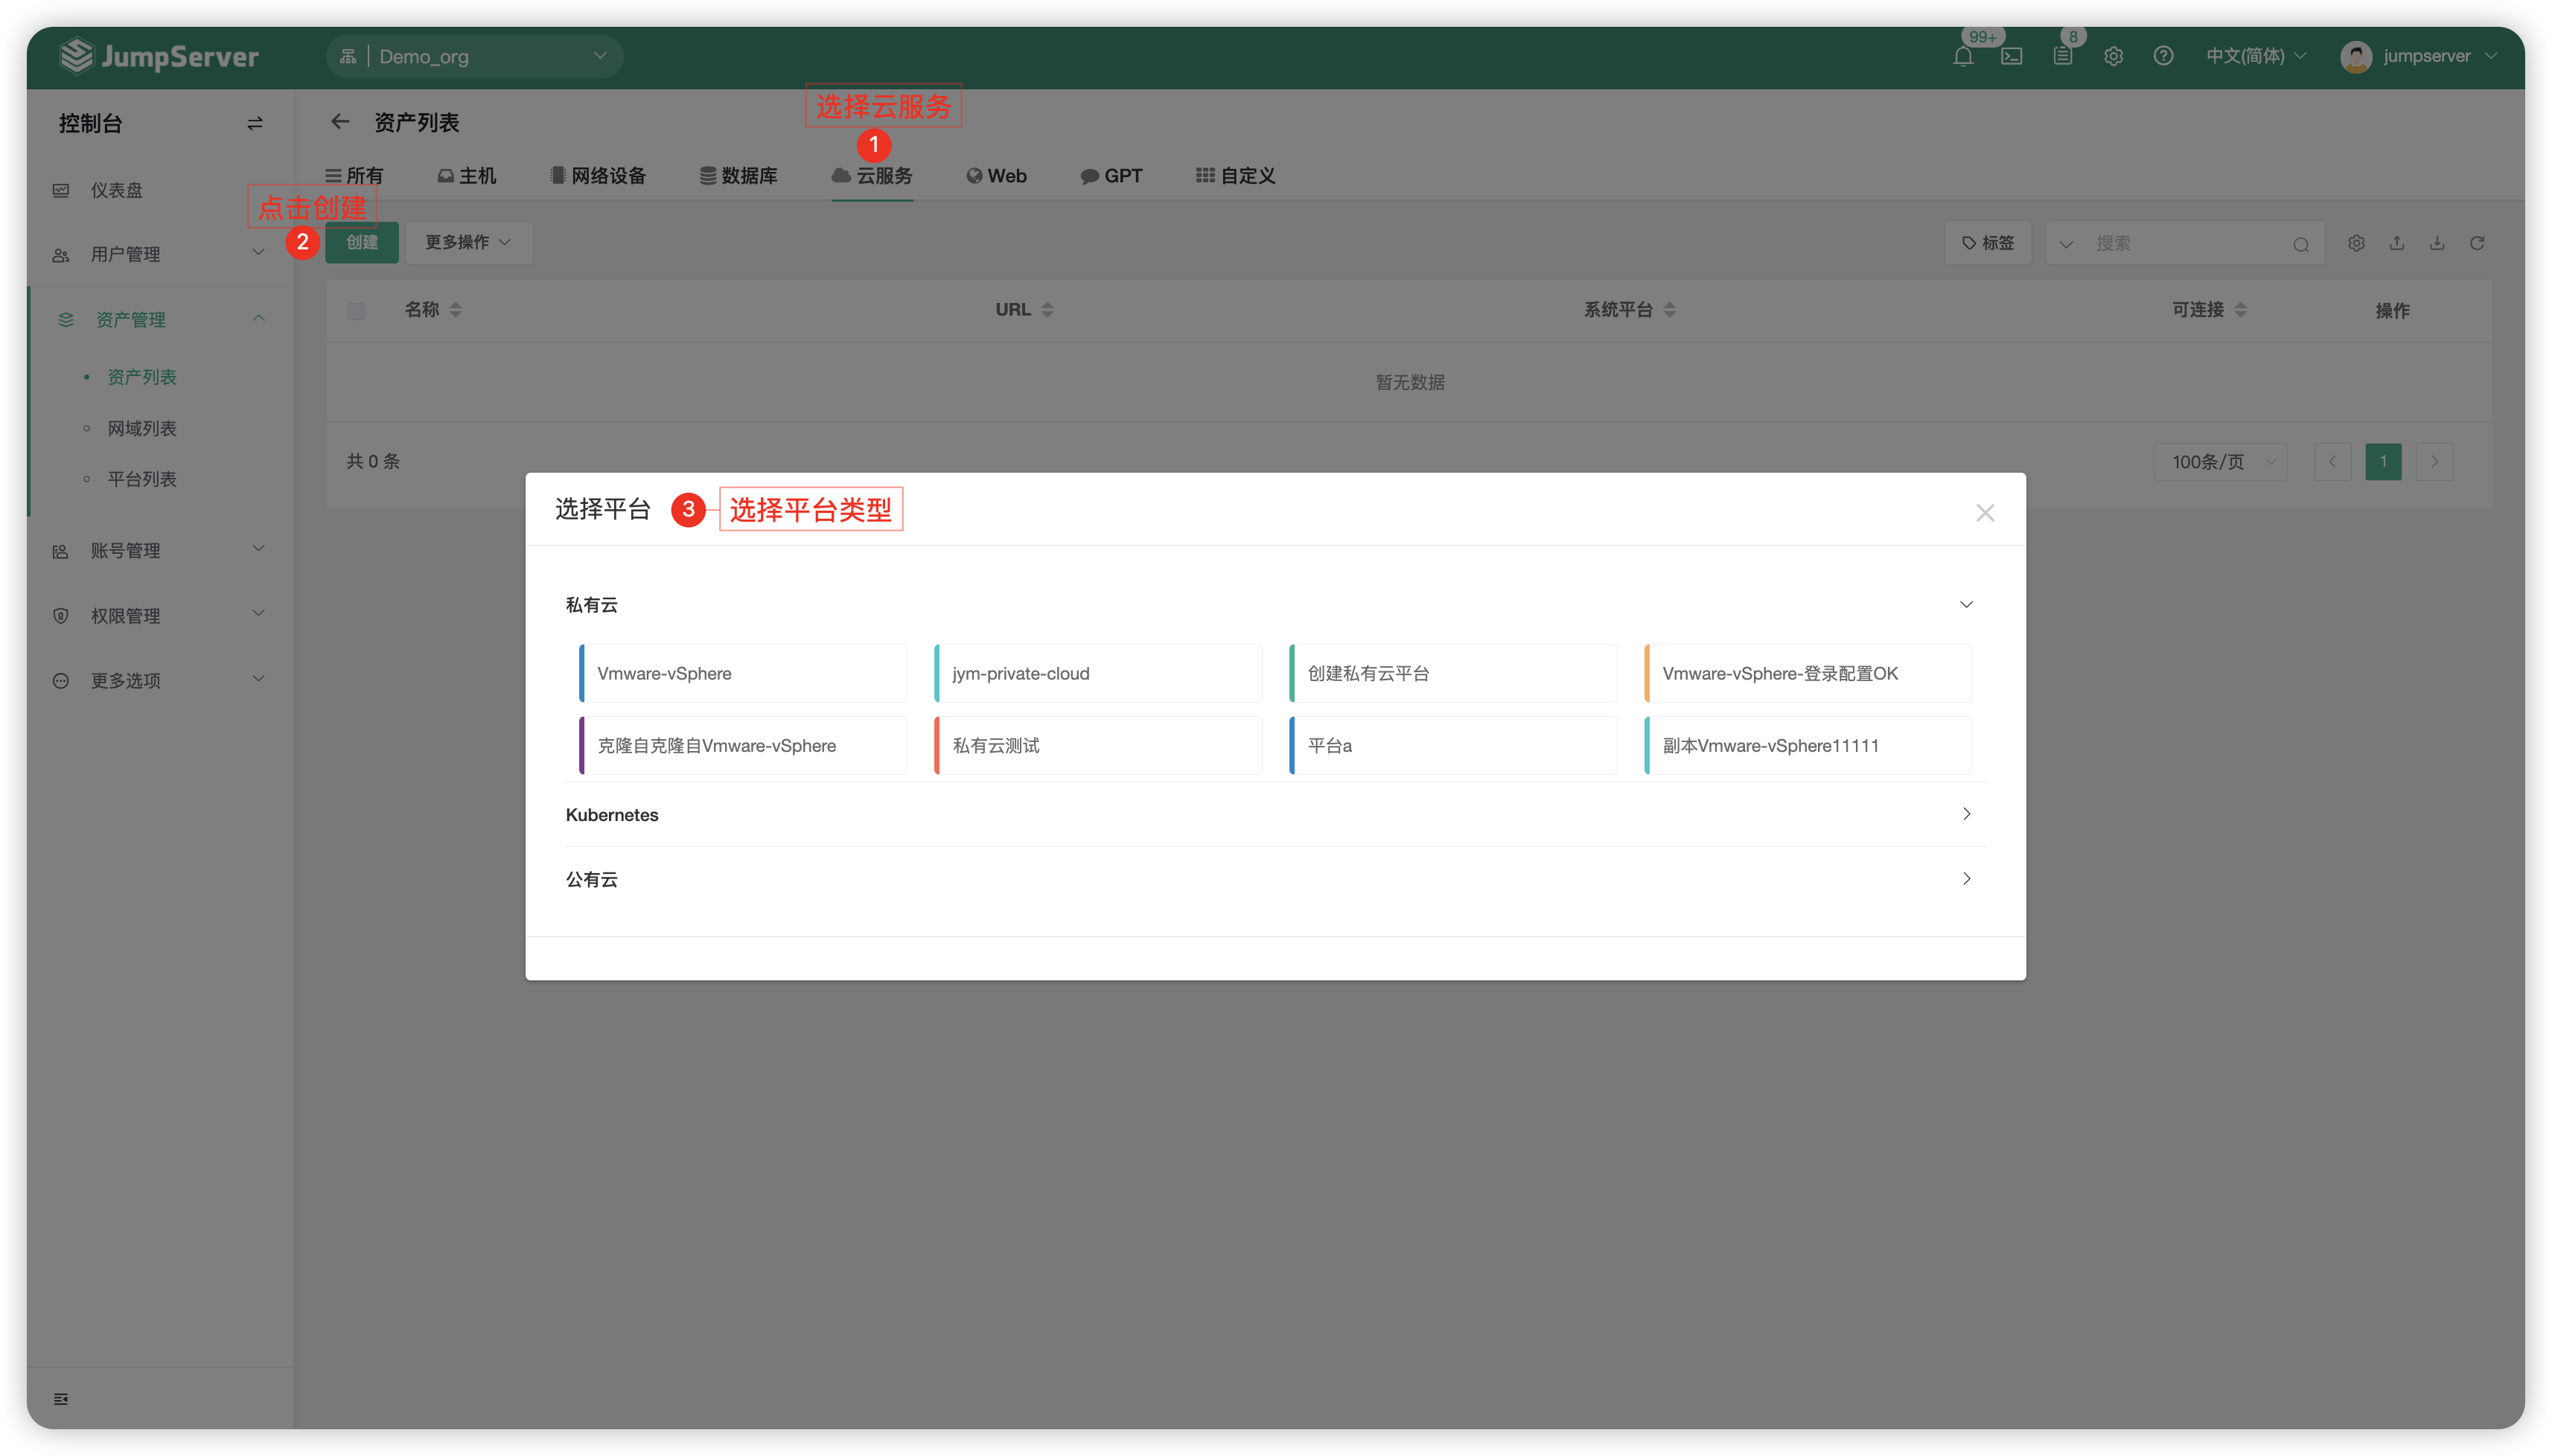 JumpServer
Demo_org
99+
8
中文(简体)
jumpserver
控制台
仪表盘
用户管理
资产管理
资产列表
网域列表
平台列表
账号管理
权限管理
更多选项
资产列表
选择云服务
1
所有
主机
网络设备
数据库
云服务
Web
GPT
自定义
点击创建
2
创建
更多操作
标签
搜索
名称
URL
系统平台
可连接
操作
暂无数据
共 0 条
100条/页
1
选择平台
3
选择平台类型
私有云
Vmware-vSphere
jym-private-cloud
创建私有云平台
Vmware-vSphere-登录配置OK
克隆自克隆自Vmware-vSphere
私有云测试
平台a
副本Vmware-vSphere11111
Kubernetes
公有云